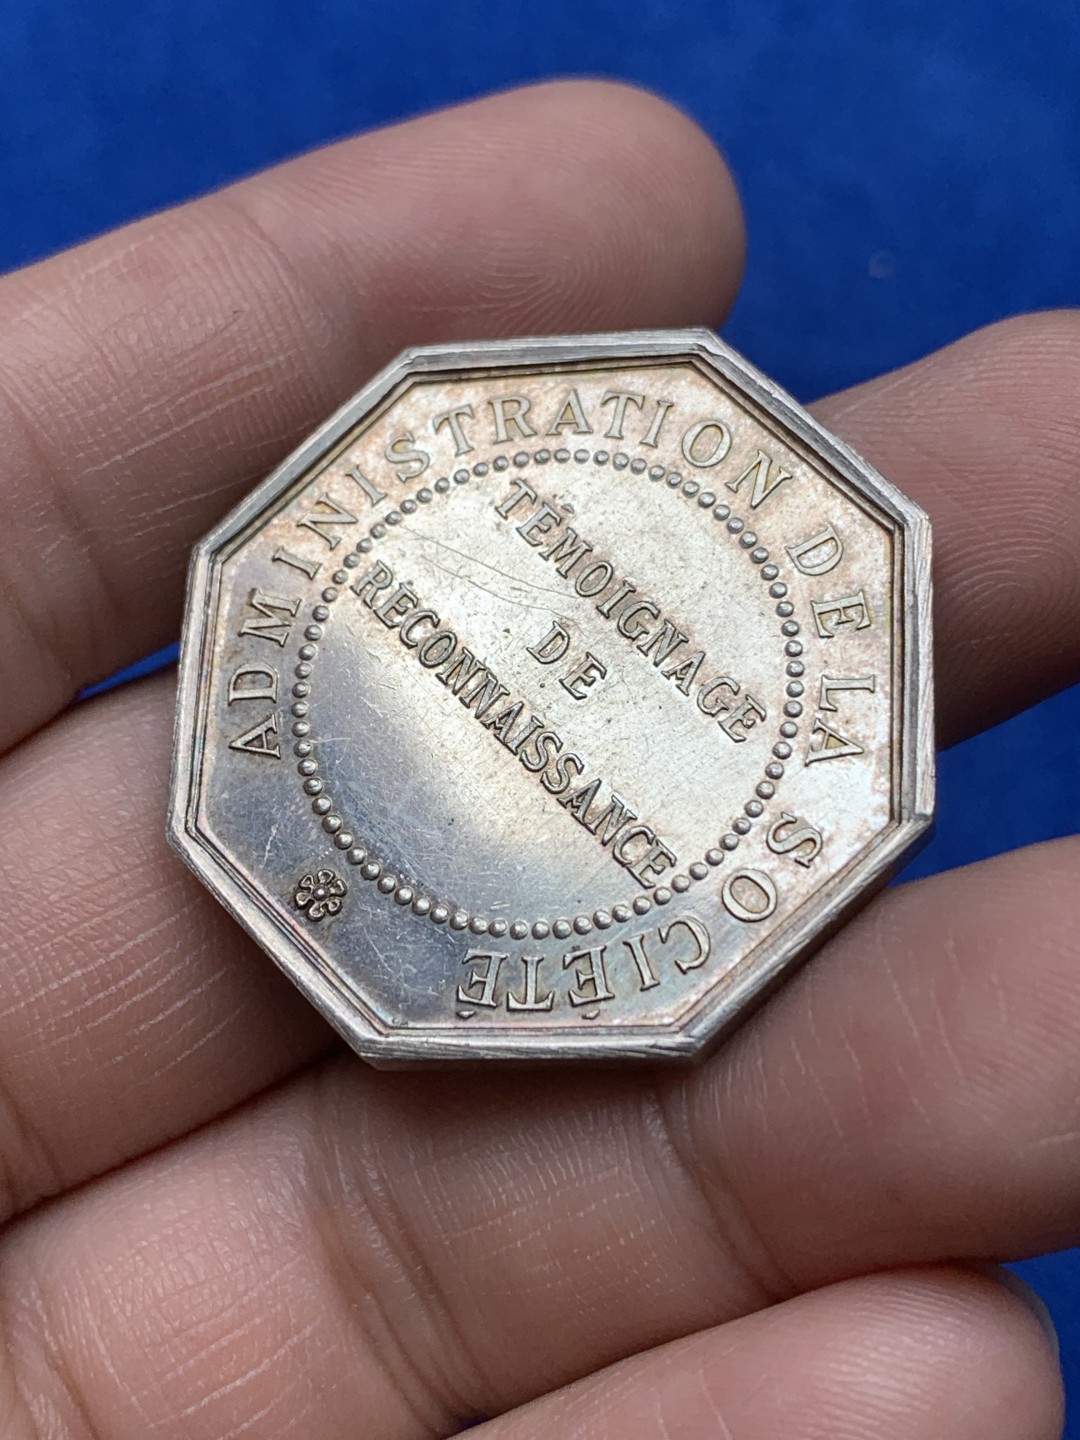 ADMINISTRATION DE LA SOCIÉTÉ
TÉMOIGNAGE
DE
RECONNAISSANCE